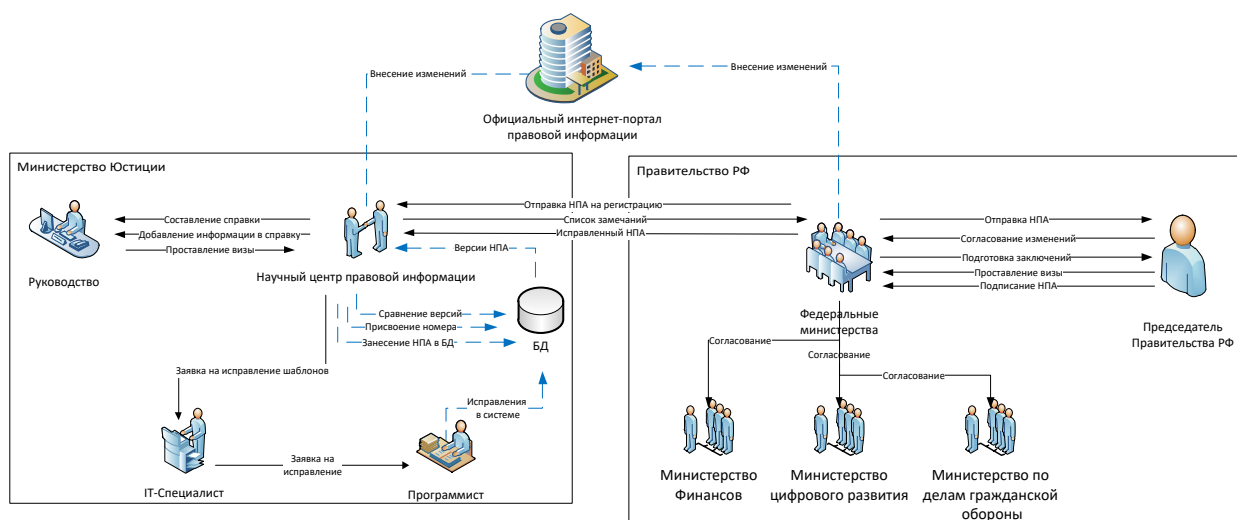 Внесение изменений
Внесение изменений
Официальный интернет-портал
правовой информации
Министерство Юстиции
Правительство РФ
Составление справки
Добавление информации в справку
Проставление визы
Руководство
Научный центр правовой информации
Отправка НПА на регистрацию
Список замечаний
Исправленный НПА
Версии НПА
Отправка НПА
Согласование изменений
Подготовка заключений
Проставление визы
Подписание НПА
Федеральные
министерства
Председатель
Правительства РФ
Сравнение версий
Присвоение номера
Занесение НПА в БД
БД
Согласование
Согласование
Согласование
Заявка на исправление шаблонов
Исправления
в системе
Заявка на
исправление
IT-Специалист
Программист
Министерство
Финансов
Министерство
цифрового развития
Министерство по
делам гражданской
обороны